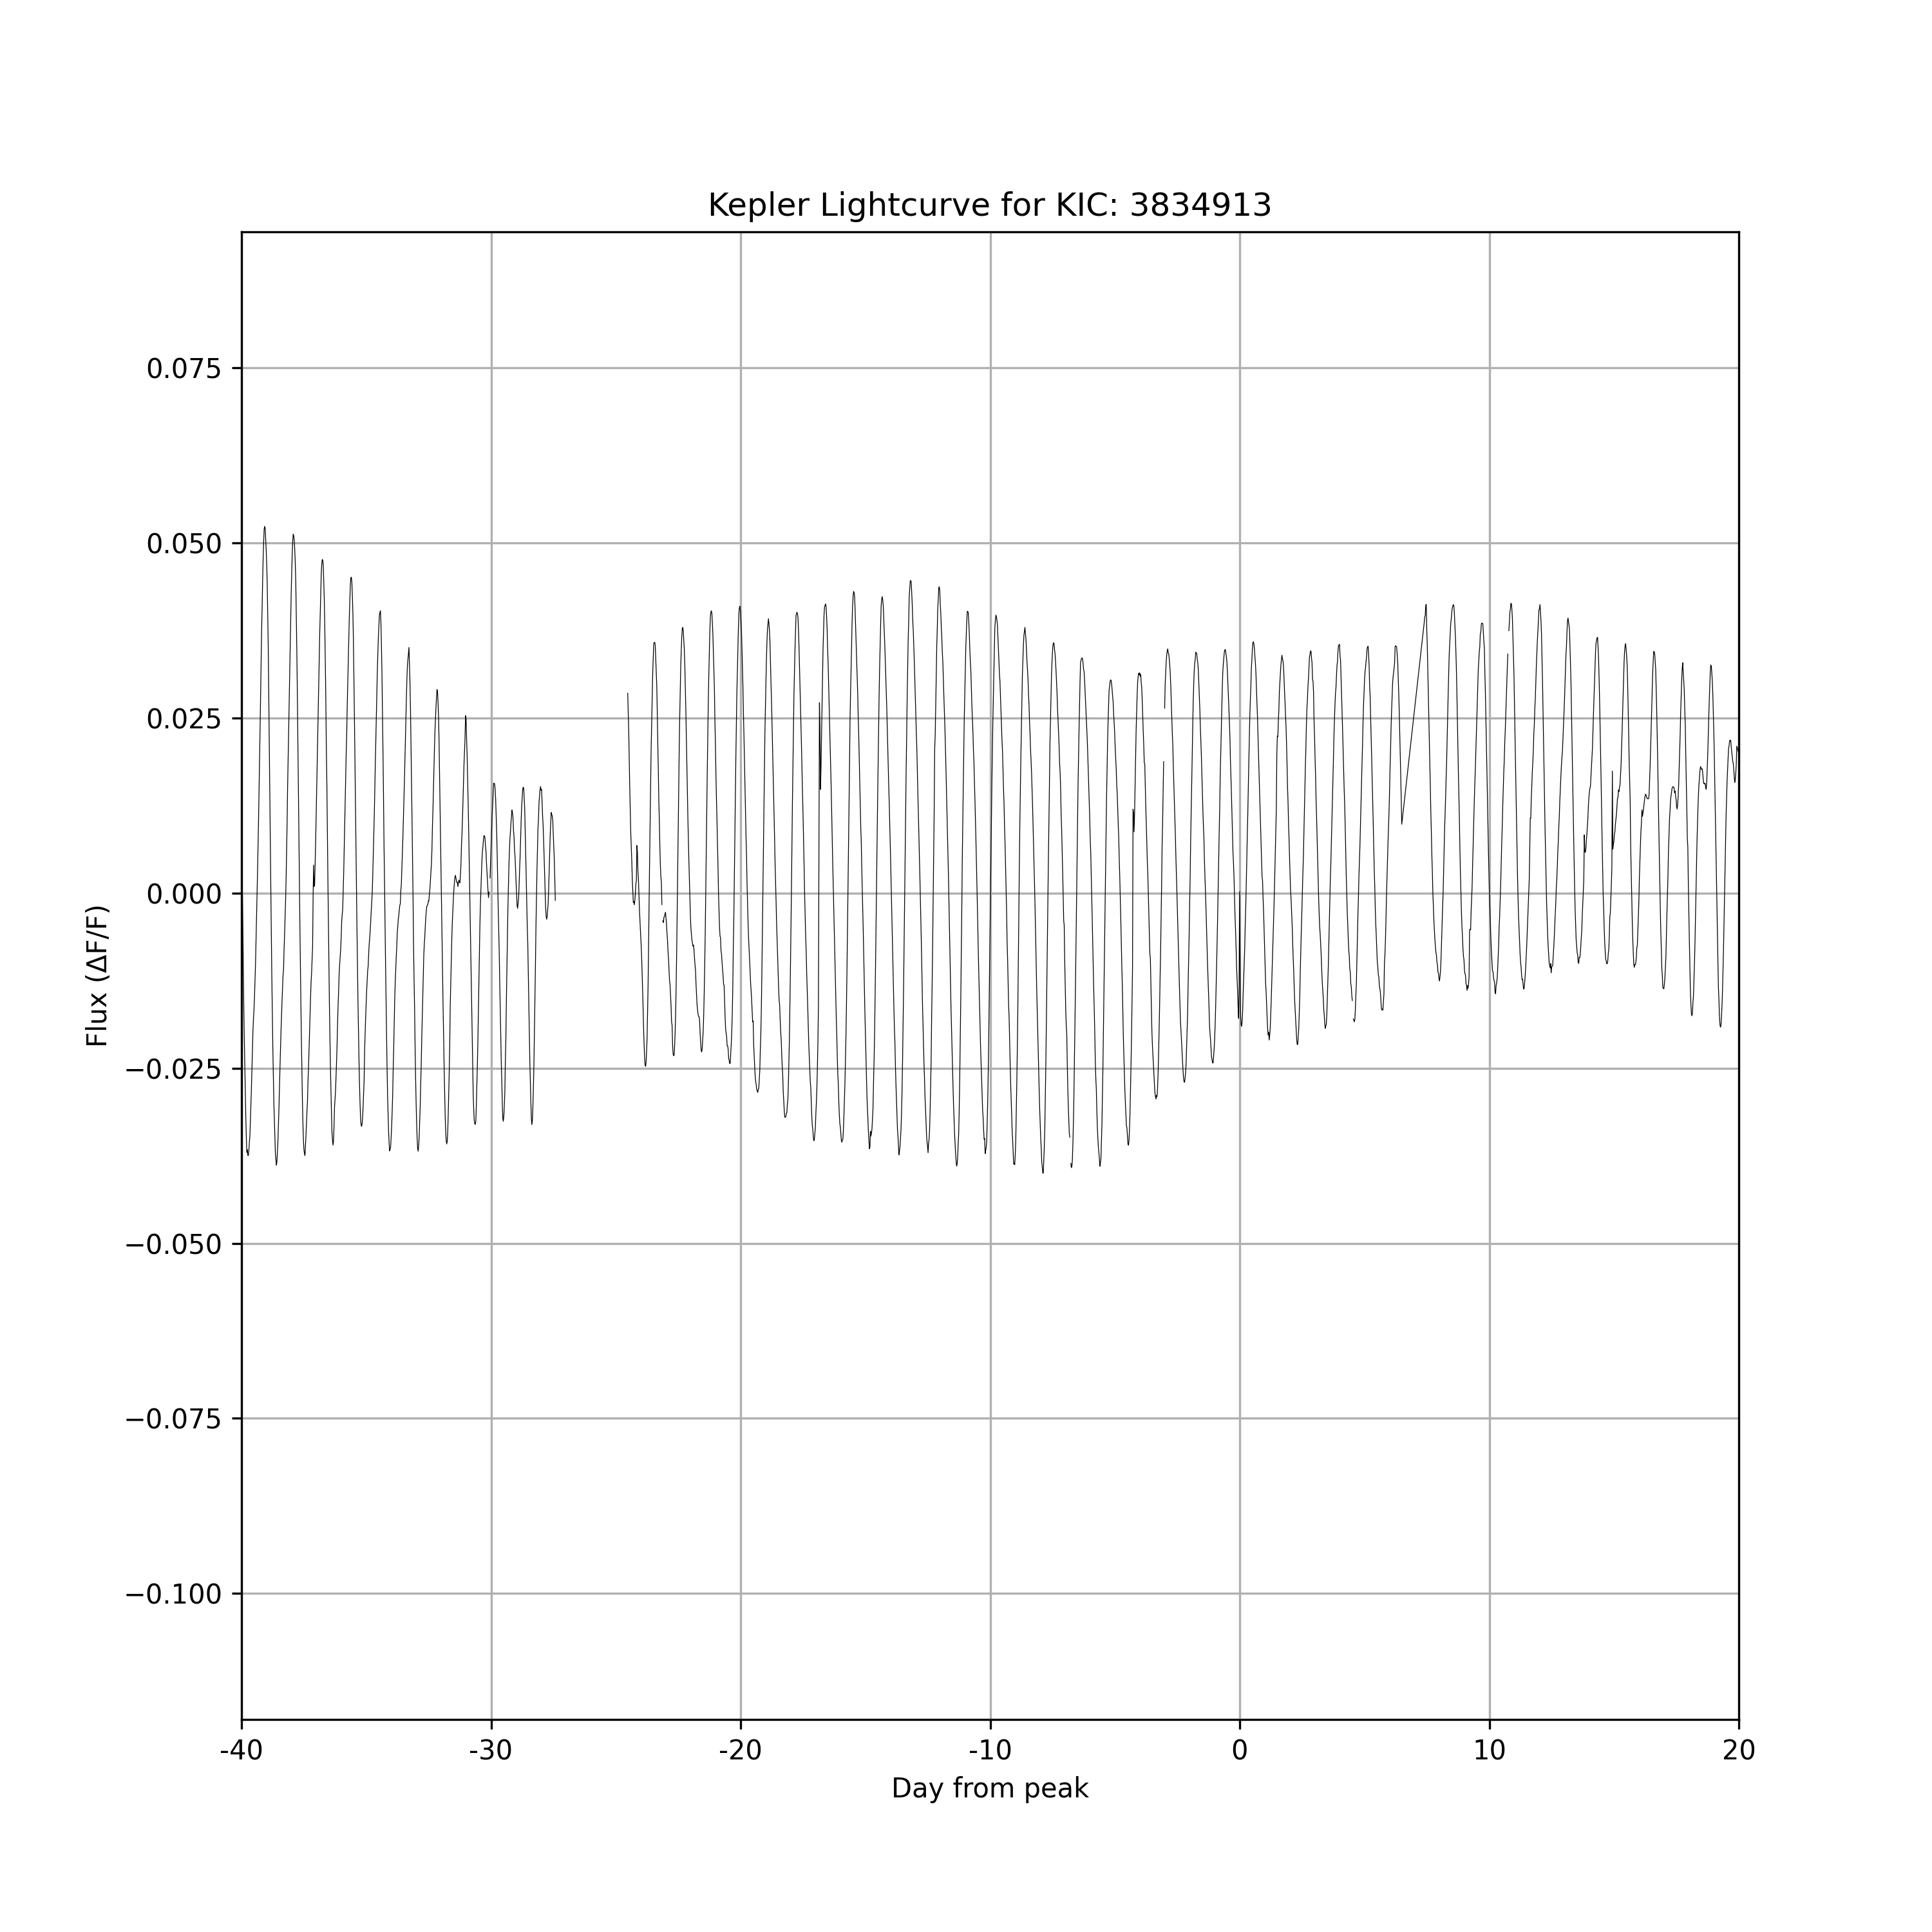 Kepler Lightcurve for KIC: 3834913
0.075
0.050
0.025
0.000
−0.025
−0.050
−0.075
−0.100
Flux (ΔF/F)
-40 -30 -20 -10 0 10 20
Day from peak